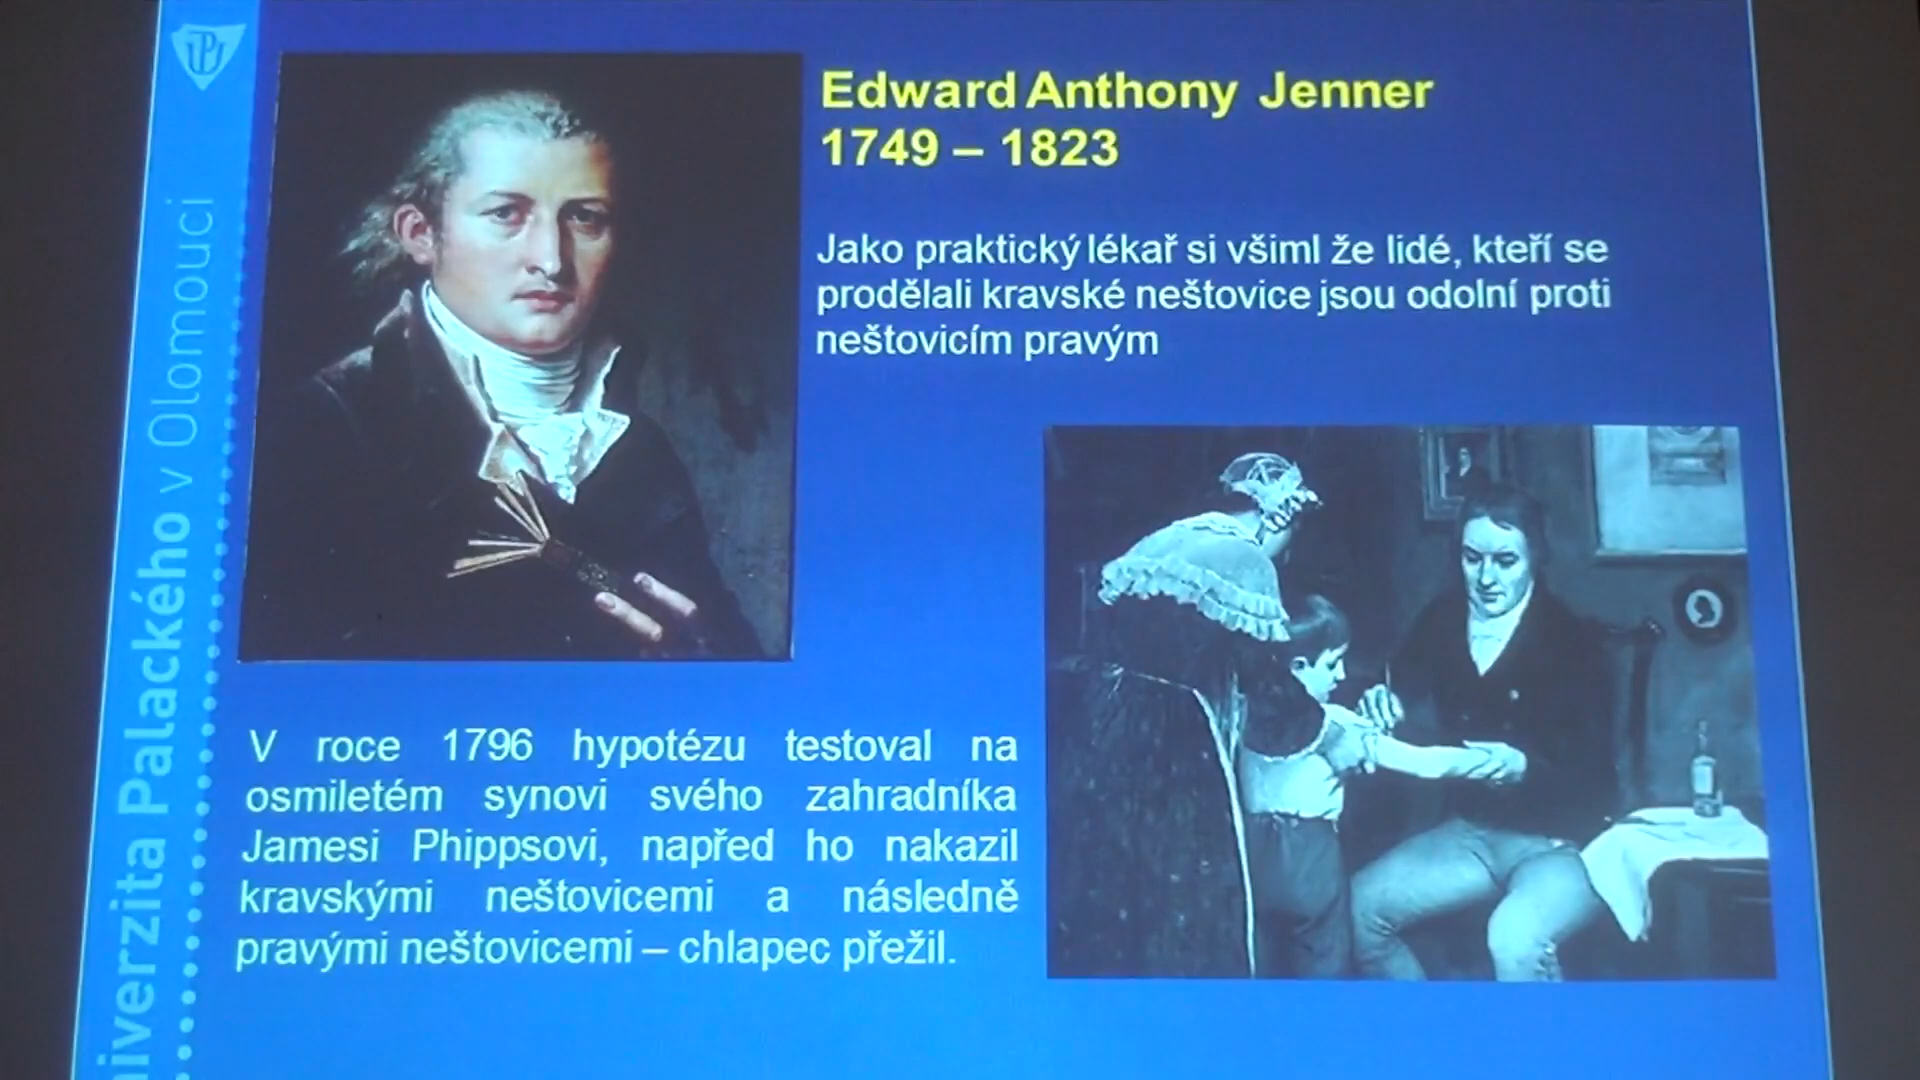 Edward Anthony Jenner
1749 – 1823
Jako praktický lékař si všiml že lidé, kteří se
prodělali kravské neštovice jsou odolní proti
neštovicím pravým
V roce 1796 hypotézu testoval na
osmiletém synovi svého zahradníka
Jamesi Phippsovi, napřed ho nakazil
kravskými neštovicemi a následně
pravými neštovicemi – chlapec přežil.
niverzita Palackého v Olomouci
UP